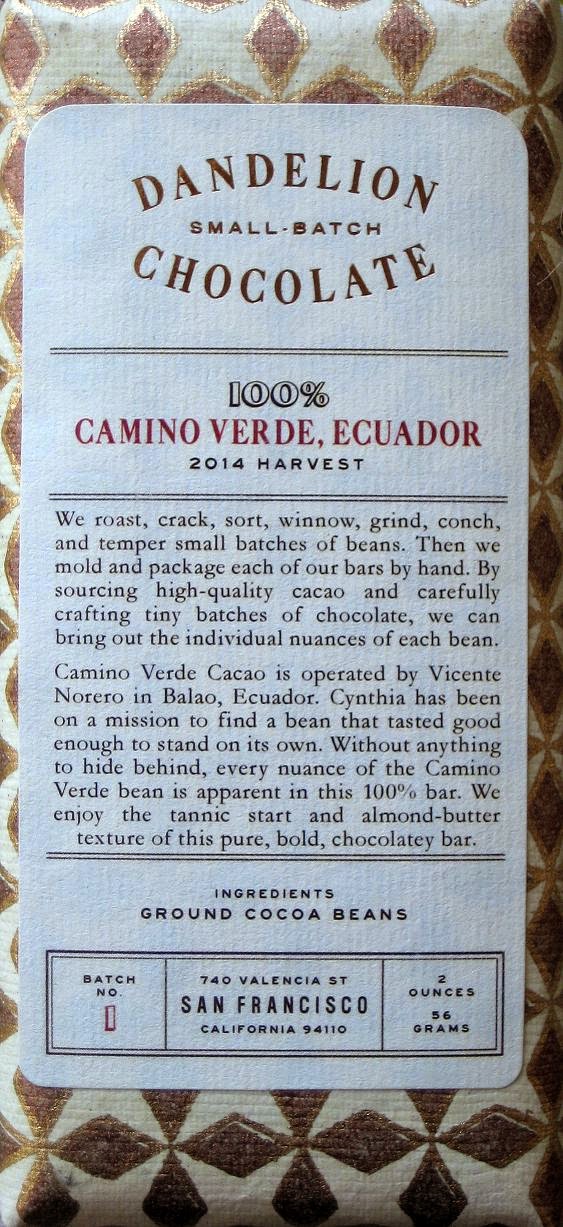 DANDELION
SMALL-BATCH
CHOCOLATE
100%
CAMINO VERDE, ECUADOR
2014 HARVEST
We roast, crack, sort, winnow, grind, conch,
and temper small batches of beans. Then we
mold and package each of our bars by hand. By
sourcing high-quality cacao and carefully
crafting tiny batches of chocolate, we can
bring out the individual nuances of each bean.
Camino Verde Cacao is operated by Vicente
Norero in Balao, Ecuador. Cynthia has been
on a mission to find a bean that tasted good
enough to stand on its own. Without anything
to hide behind, every nuance of the Camino
Verde bean is apparent in this 100% bar. We
enjoy the tannic start and almond-butter
texture of this pure, bold, chocolatey bar.
INGREDIENTS
GROUND COCOA BEANS
BATCH
NO.
1
740 VALENCIA ST
SAN FRANCISCO
CALIFORNIA 94110
2
OUNCES
56
GRAMS